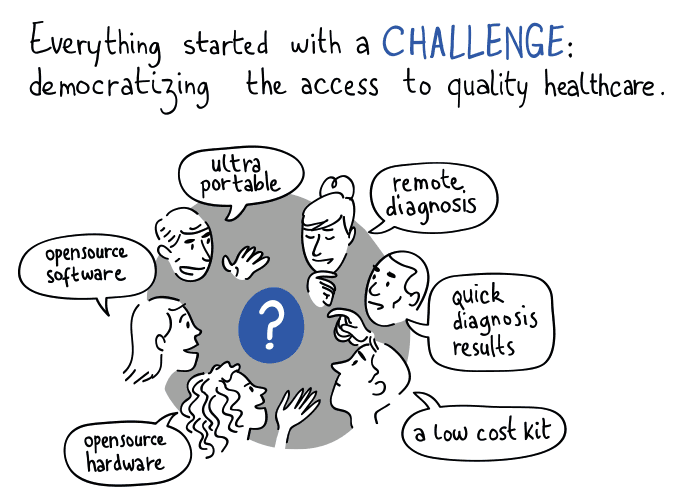 Everything started with a CHALLENGE:
democratizing the access to quality healthcare.
ultra
portable
remote
diagnosis
opensource
software
?
quick
diagnosis
results
a low cost kit
opensource
hardware